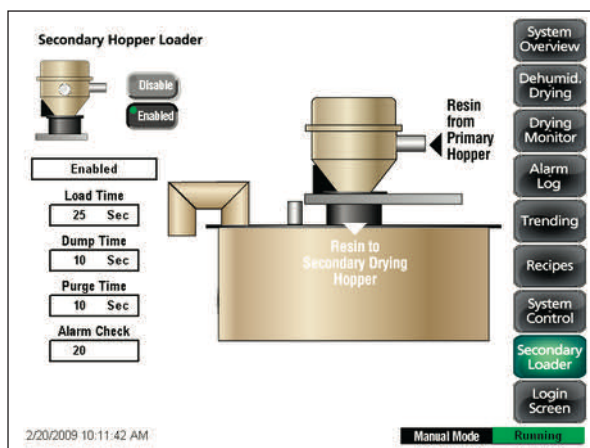 Secondary Hopper Loader
Disable
Enabled
Enabled
Load Time
25 Sec
Dump Time
10 Sec
Purge Time
10 Sec
Alarm Check
20
Resin
from
Primary
Hopper
Resin to
Secondary Drying
Hopper
System
Overview
Dehumid.
Drying
Drying
Monitor
Alarm
Log
Trending
Recipes
System
Control
Secondary
Loader
Login
Screen
2/20/2009 10:11:42 AM
Manual Mode
Running